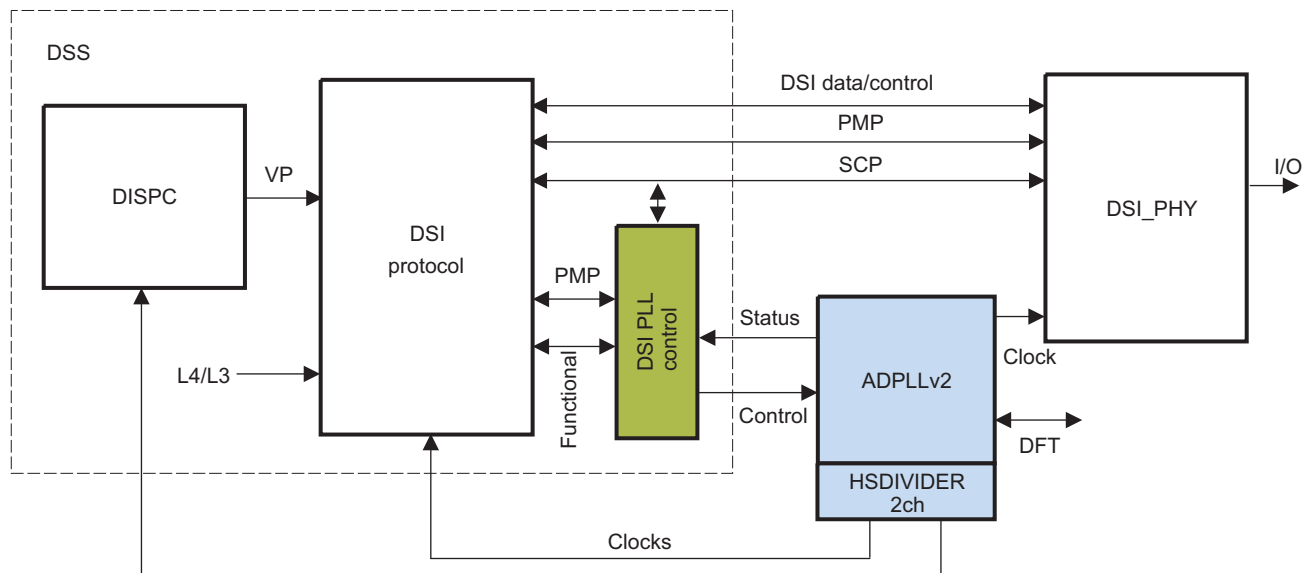 DSS
DSI data/control
PMP
SCP
VP
I/O
DISPC
DSI
protocol
DSI_PHY
PMP
DSI PLL
control
Status
Clock
L4/L3
Functional
Control
ADPLLv2
DFT
HSDIVIDER
2ch
Clocks